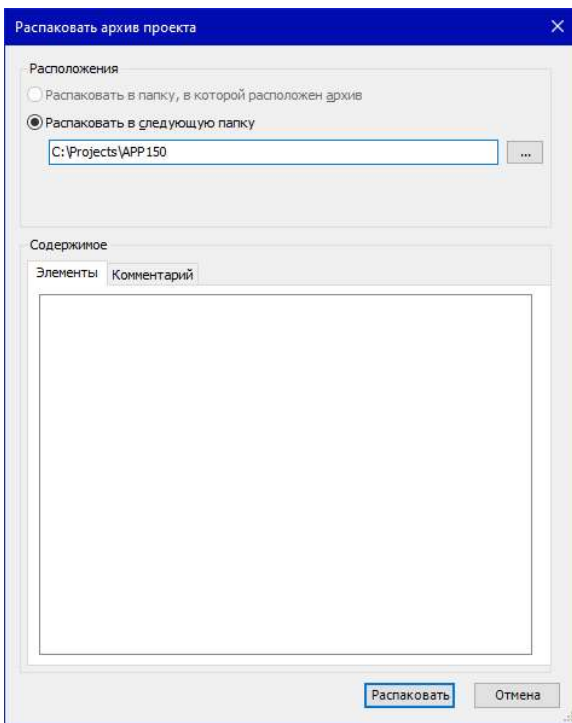 Распаковать архив проекта
Расположения
Распаковать в папку, в которой расположен архив
Распаковать в следующую папку
C:\Projects\APP150
...
Содержимое
Элементы Комментарий
Распаковать Отмена